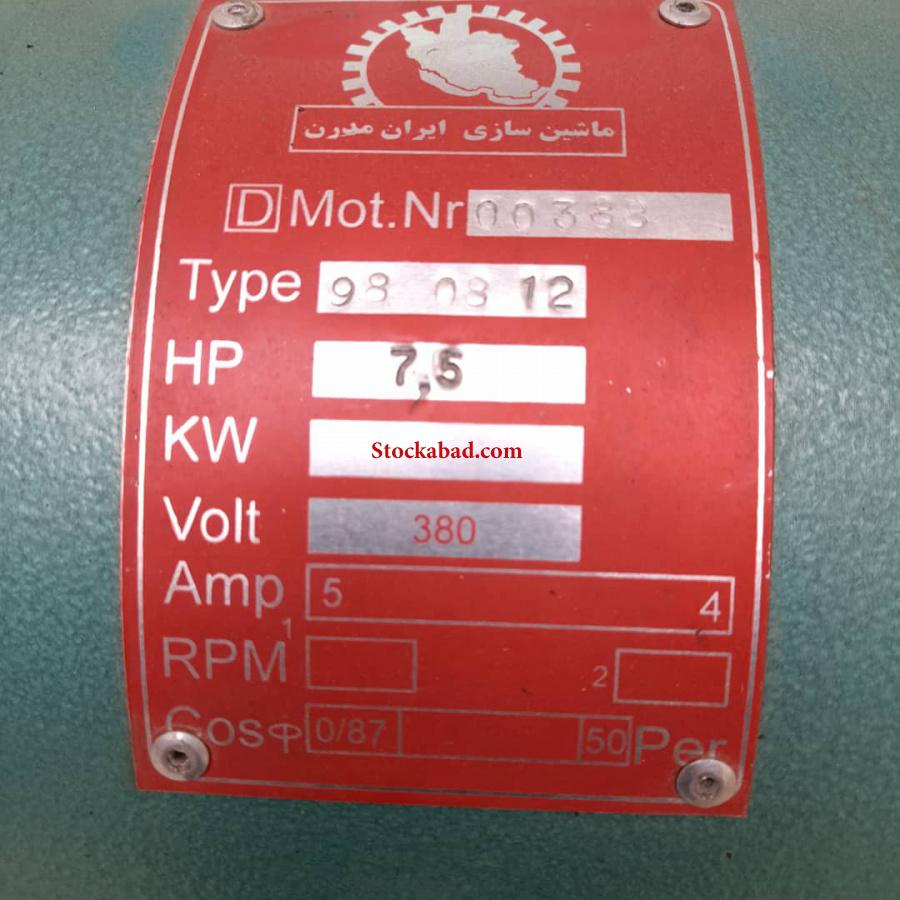 ماشین سازی ایران مدرن
D Mot.Nr 00388
Type 98 08 12
HP 7,5
KW
Stockabad.com
Volt 380
Amp 5 4
RPM 1 2
Cosφ 0/87 50 Per